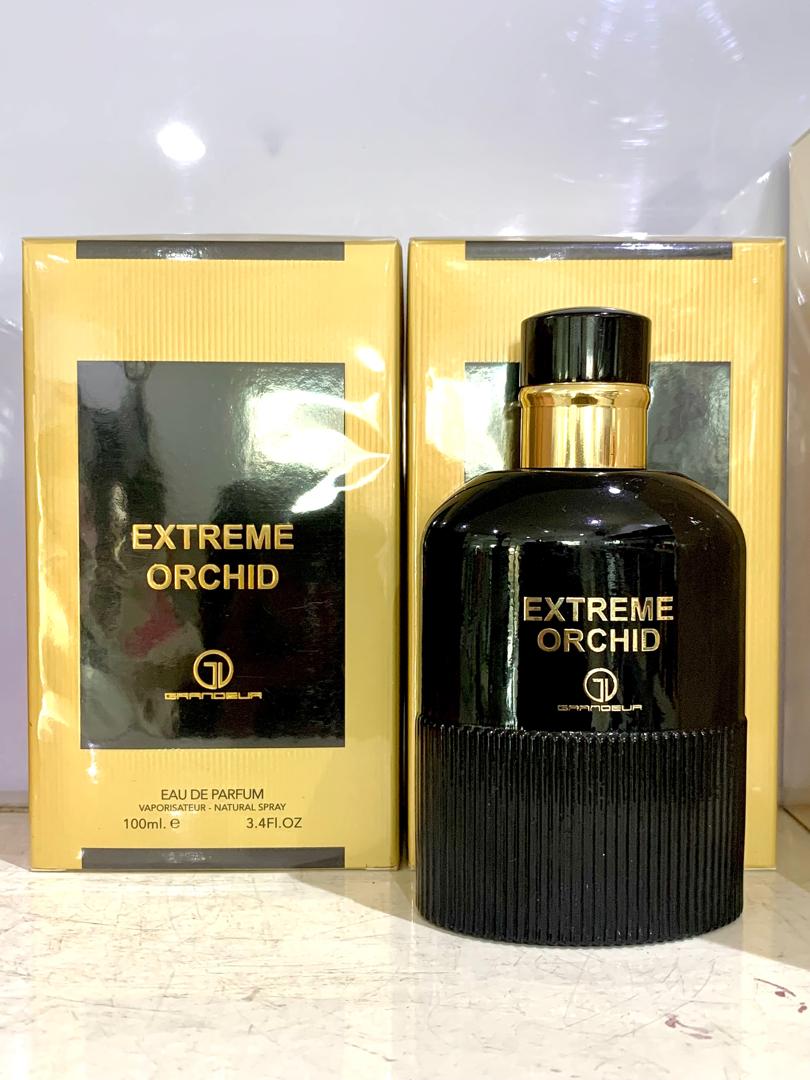 EXTREME
ORCHID
GRANDEUR
EAU DE PARFUM
VAPORISATEUR - NATURAL SPRAY
100ml. e 3.4Fl.OZ
EXTREME
ORCHID
GRANDEUR